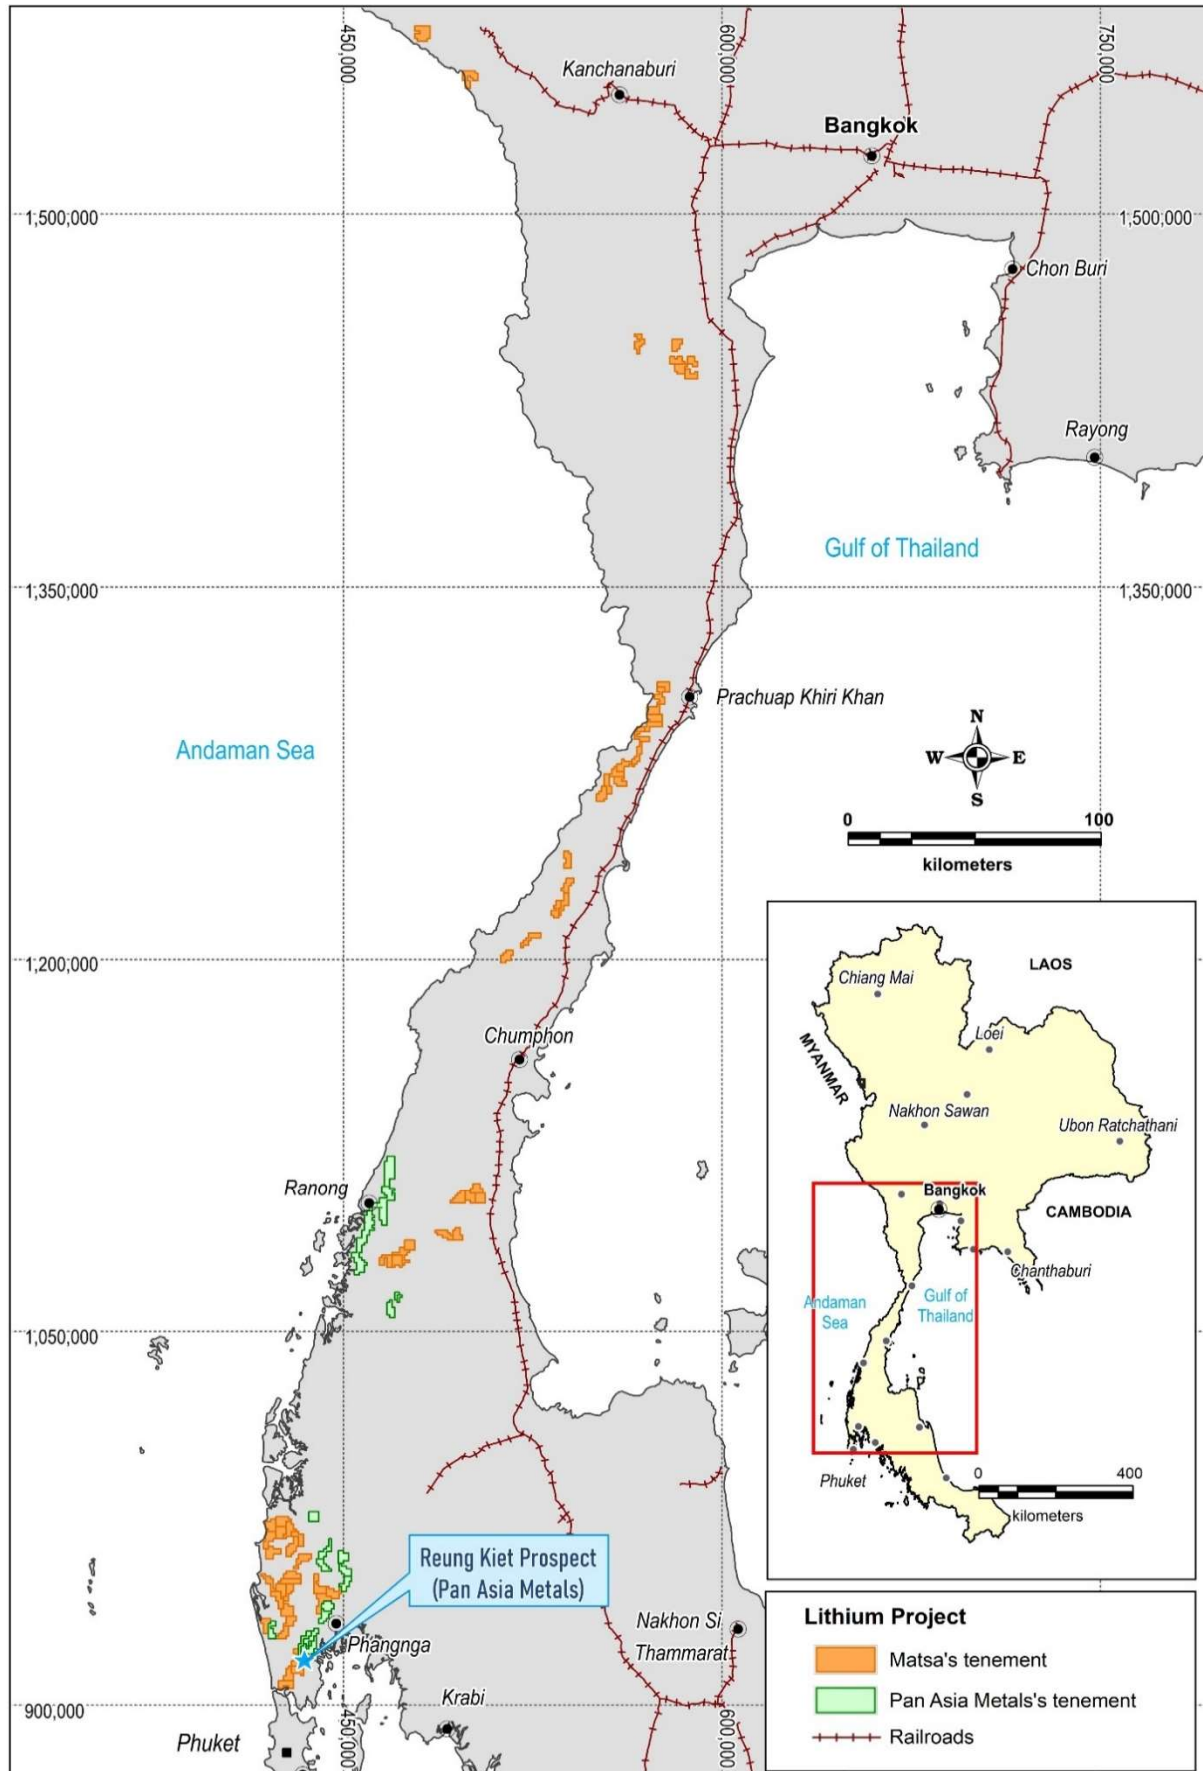 450,000
600,000
750,000
Kanchanaburi
Bangkok
1,500,000
1,500,000
Chon Buri
Rayong
Gulf of Thailand
1,350,000
1,350,000
Prachuap Khiri Khan
Andaman Sea
N
W
E
S
0
100
kilometers
1,200,000
Chumphon
Ranong
1,050,000
LAOS
Chiang Mai
Loei
MYANMAR
Nakhon Sawan
Ubon Ratchathani
Bangkok
CAMBODIA
Chanthaburi
Andaman
Sea
Gulf of
Thailand
Phuket
0
400
kilometers
Reung Kiet Prospect
(Pan Asia Metals)
Phangnga
Nakhon Si
Thammarat
Krabi
900,000
Phuket
450,000
600,000
Lithium Project
Matsa's tenement
Pan Asia Metals's tenement
Railroads